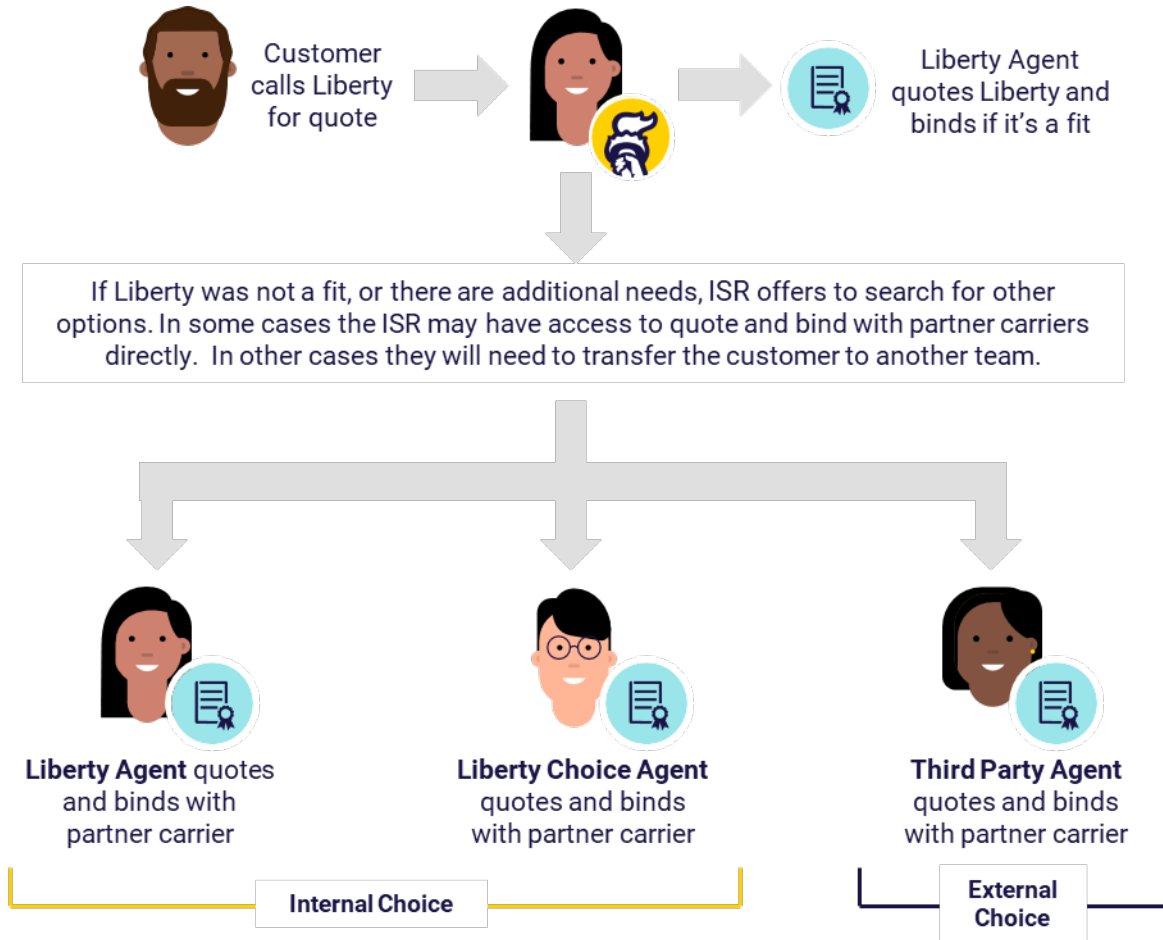 Customer
calls Liberty
for quote
Liberty Agent
quotes Liberty and
binds if it's a fit
If Liberty was not a fit, or there are additional needs, ISR offers to search for other
options. In some cases the ISR may have access to quote and bind with partner carriers
directly.  In other cases they will need to transfer the customer to another team.
Liberty Agent quotes
and binds with
partner carrier
Liberty Choice Agent
quotes and binds
with partner carrier
Third Party Agent
quotes and binds
with partner carrier
Internal Choice
External
Choice